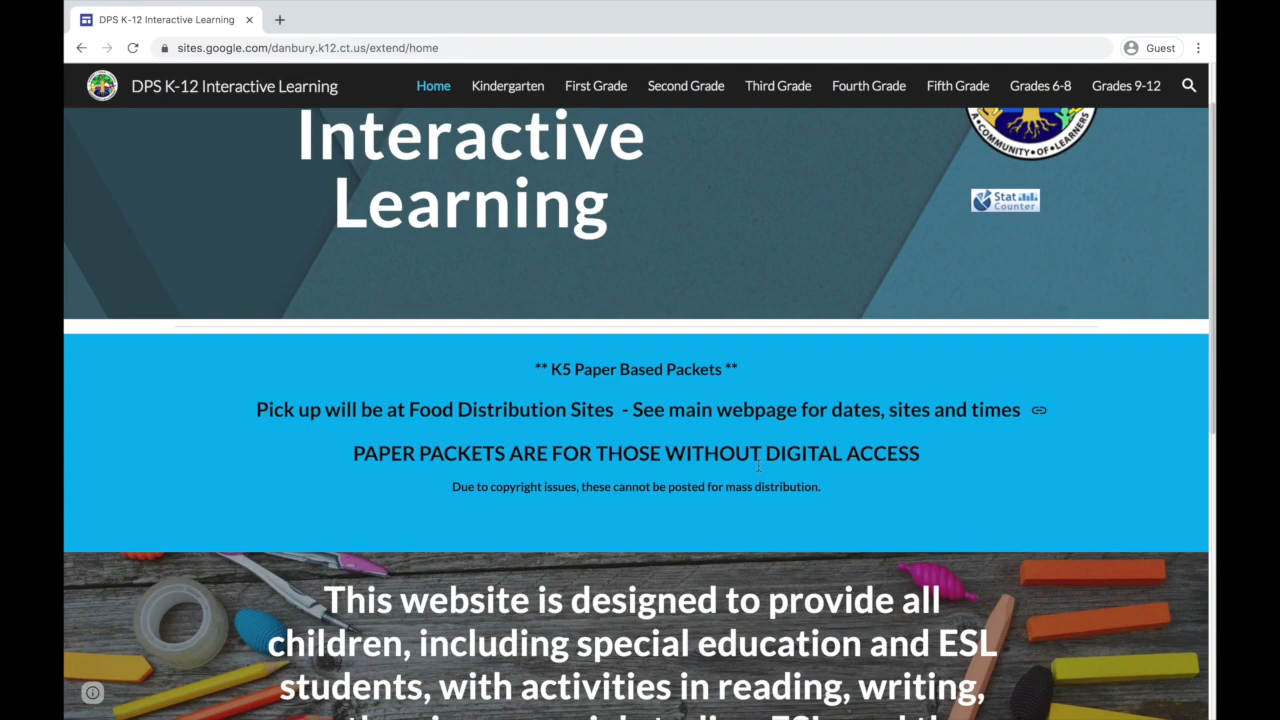 DPS K-12 Interactive Learning
sites.google.com/danbury.k12.ct.us/extend/home
Guest
DPS K-12 Interactive Learning
Home Kindergarten First Grade Second Grade Third Grade Fourth Grade Fifth Grade Grades 6-8 Grades 9-12
Interactive
Learning
A COMMUNITY • OF • LEARNERS
Stat
Counter
** K5 Paper Based Packets **
Pick up will be at Food Distribution Sites - See main webpage for dates, sites and times
PAPER PACKETS ARE FOR THOSE WITHOUT DIGITAL ACCESS
Due to copyright issues, these cannot be posted for mass distribution.
This website is designed to provide all
children, including special education and ESL
students, with activities in reading, writing,